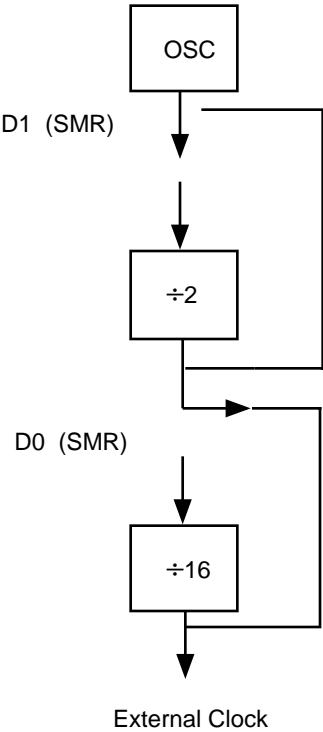 OSC
D1 (SMR)
÷2
D0 (SMR)
÷16
External Clock